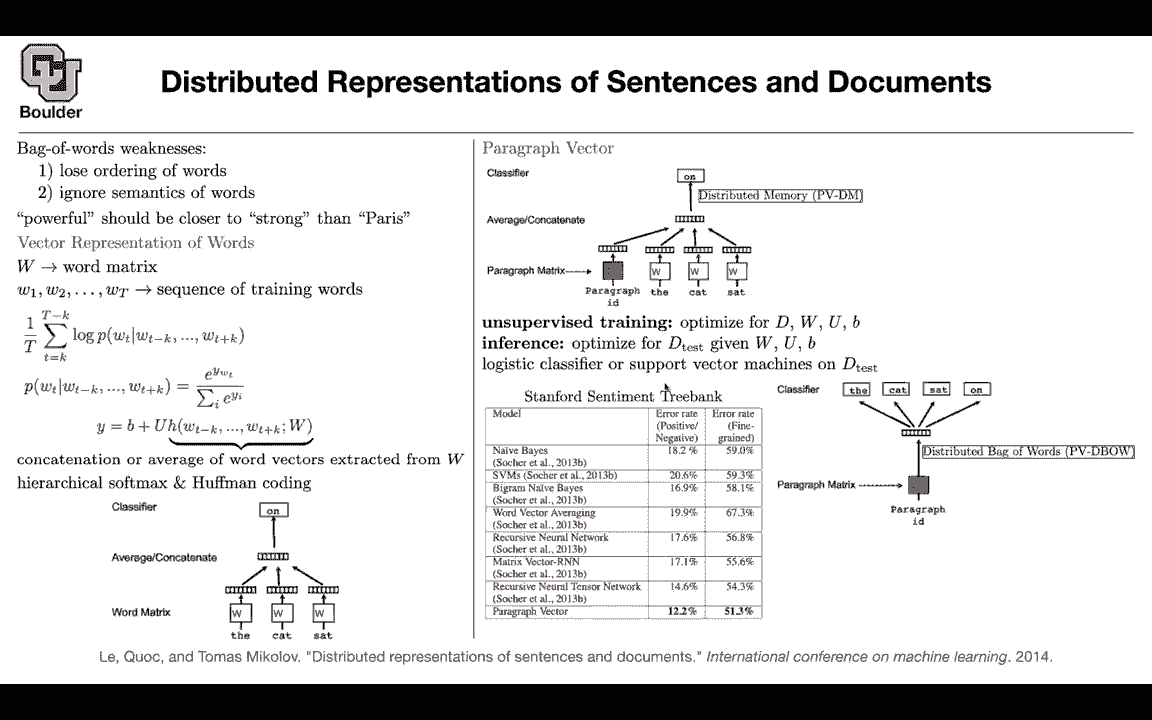 Boulder
Distributed Representations of Sentences and Documents
Bag-of-words weaknesses:
1) lose ordering of words
2) ignore semantics of words
“powerful” should be closer to “strong” than “Paris”
Vector Representation of Words
W → word matrix
w_1, w_2, . . . , w_T → sequence of training words
\frac{1}{T} \sum_{t=k}^{T-k} \log p(w_t|w_{t-k}, ..., w_{t+k})
p(w_t|w_{t-k}, ..., w_{t+k}) = \frac{e^{y_{w_t}}}{\sum_i e^{y_i}}
y = b + Uh(w_{t-k}, ..., w_{t+k}; W)
concatenation or average of word vectors extracted from W
hierarchical softmax & Huffman coding
Classifier
on
Average/Concatenate
Word Matrix
W W W
the cat sat
Paragraph Vector
Classifier
on
Distributed Memory (PV-DM)
Average/Concatenate
Paragraph Matrix
W W W
Paragraph id the cat sat
unsupervised training: optimize for D, W, U, b
inference: optimize for D_test given W, U, b
logistic classifier or support vector machines on D_test
Stanford Sentiment Treebank
Model Error rate (Positive/Negative) Error rate (Fine-grained)
Naïve Bayes (Socher et al., 2013b) 18.2 % 59.0%
SVMs (Socher et al., 2013b) 20.6% 59.3%
Bigram Naïve Bayes (Socher et al., 2013b) 16.9% 58.1%
Word Vector Averaging (Socher et al., 2013b) 19.9% 67.3%
Recursive Neural Network (Socher et al., 2013b) 17.6% 56.8%
Matrix Vector-RNN (Socher et al., 2013b) 17.1% 55.6%
Recursive Neural Tensor Network (Socher et al., 2013b) 14.6% 54.3%
Paragraph Vector 12.2% 51.3%
Classifier
the cat sat on
Distributed Bag of Words (PV-DBOW)
Paragraph Matrix
Paragraph
id
Le, Quoc, and Tomas Mikolov. "Distributed representations of sentences and documents." International conference on machine learning. 2014.